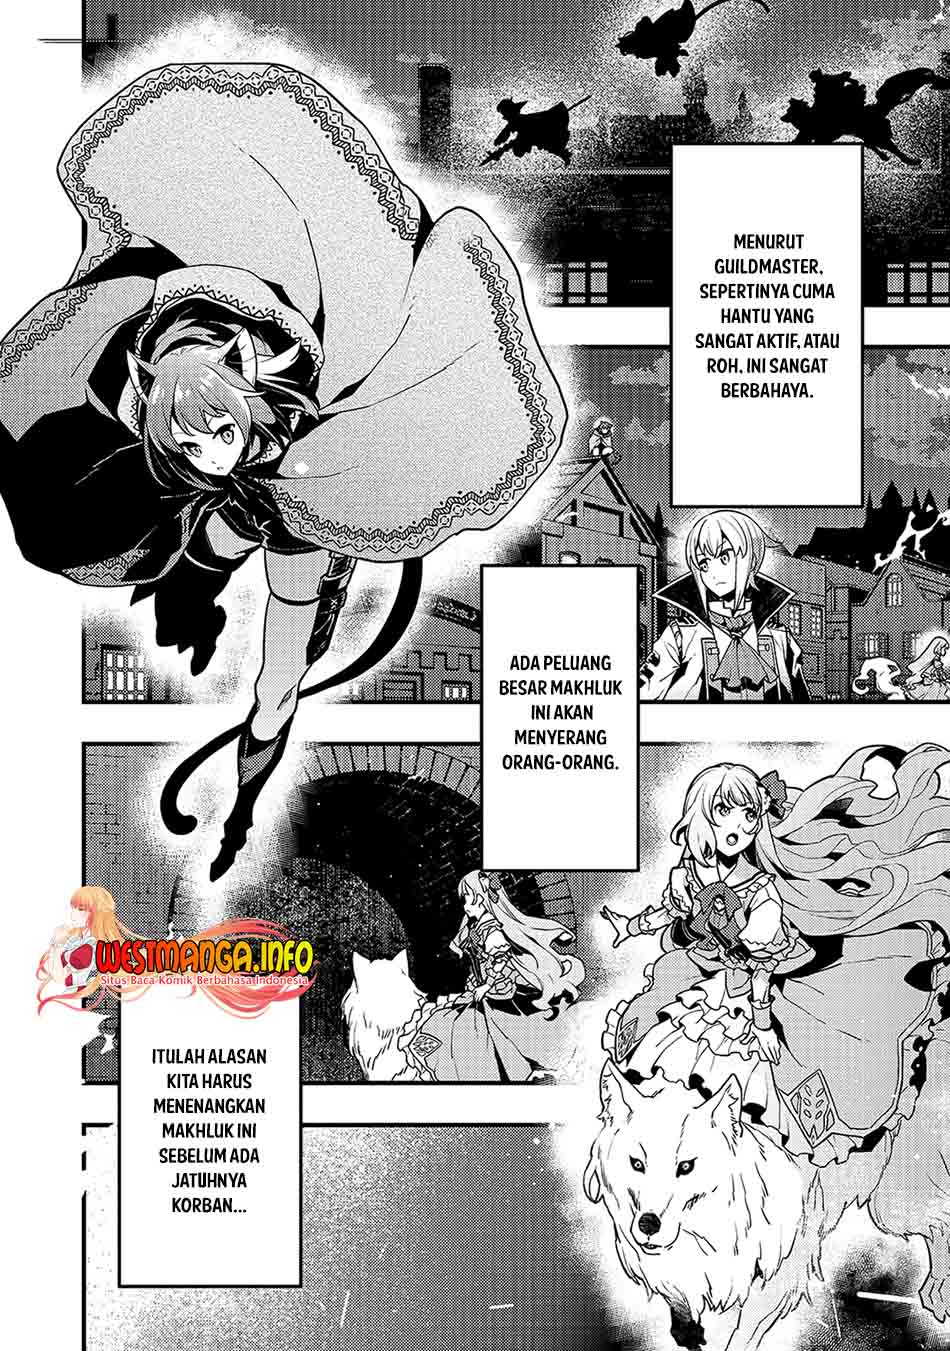 MENURUT
GUILDMASTER,
SEPERTINYA CUMA
HANTU YANG
SANGAT AKTIF, ATAU
ROH, INI SANGAT
BERBAHAYA.
ADA PELUANG
BESAR MAKHLUK
INI AKAN
MENYERANG
ORANG-ORANG.
WESTMANGA.INFO
Situs Baca Komik Berbahasa Indonesia
ITULAH ALASAN
KITA HARUS
MENENANGKAN
MAKHLUK INI
SEBELUM ADA
JATUHNYA
KORBAN...